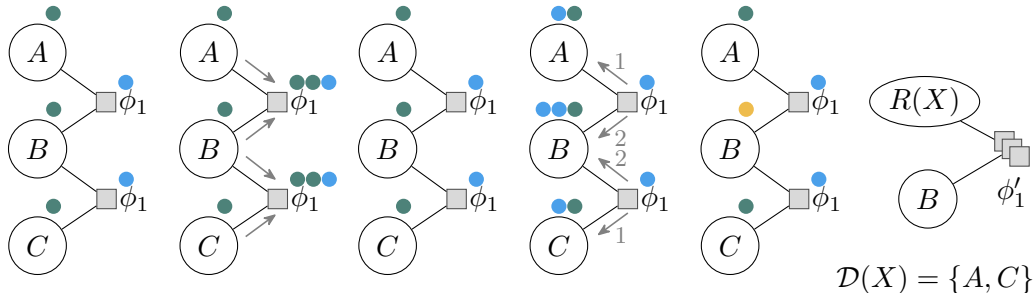 A A A A A
ϕ₁ ϕ₁ ϕ₁ 1 ϕ₁ ϕ₁ R(X)
B B B B 2 B
2 ϕ′₁
ϕ₁ ϕ₁ ϕ₁ ϕ₁ ϕ₁ B
C C C C 1 C
𝒟(X) = {A, C}